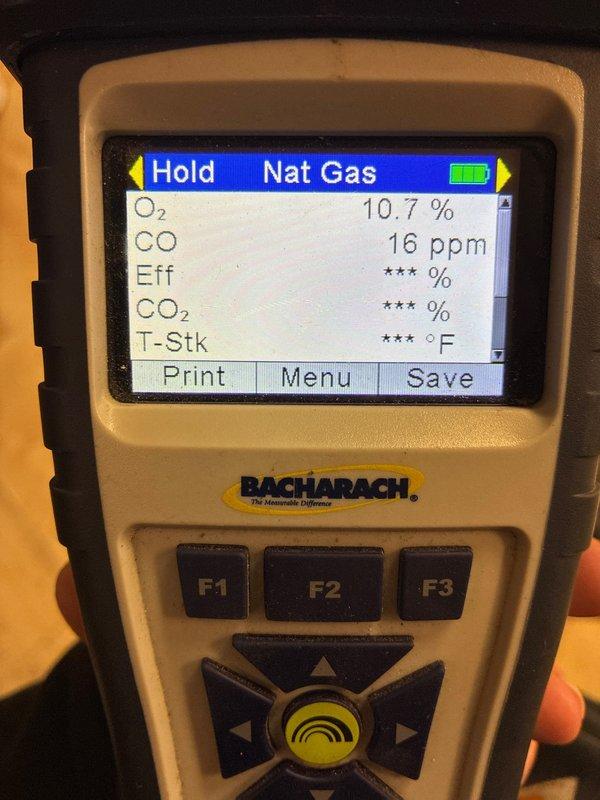 Hold Nat Gas
O₂ 10.7 %
CO 16 ppm
Eff *** %
CO₂ *** %
T-Stk *** °F
Print Menu Save
BACHARACH®
The Measurable Difference
F1 F2 F3